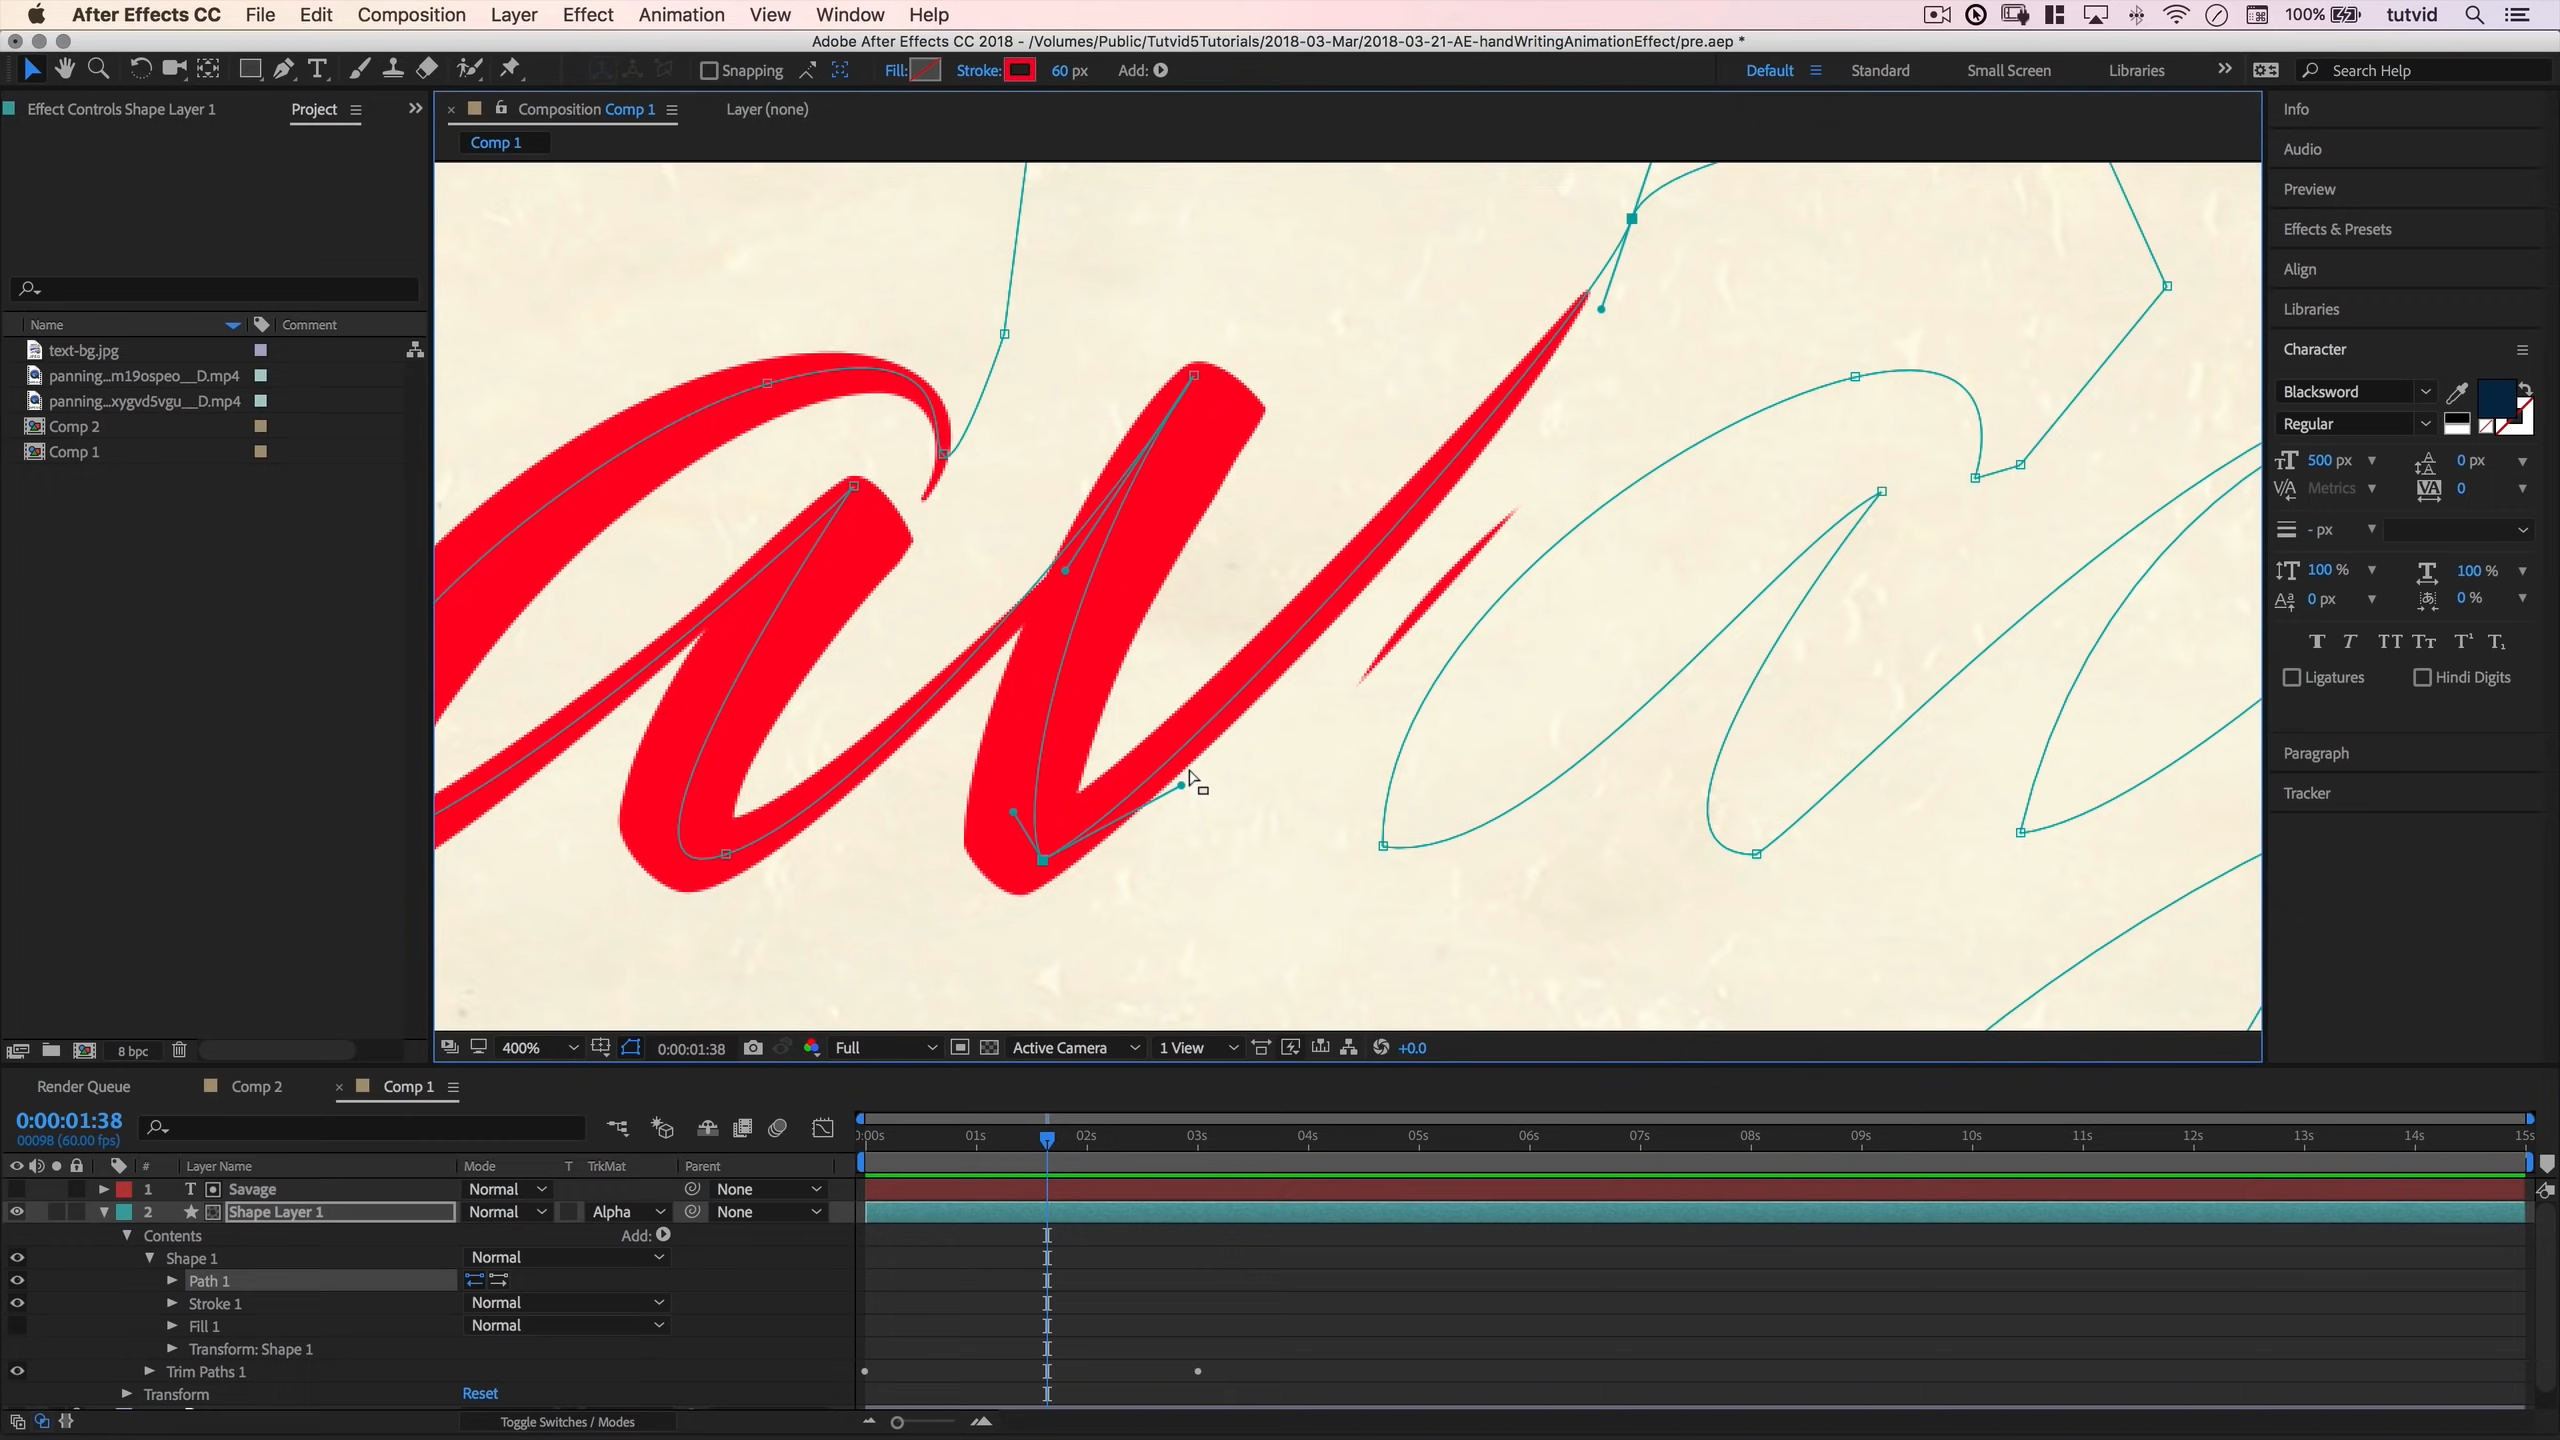 After Effects CC File Edit Composition Layer Effect Animation View Window Help 100% tutvid
Adobe After Effects CC 2018 - /Volumes/Public/Tutvid5Tutorials/2018-03-Mar/2018-03-21-AE-handWritingAnimationEffect/pre.aep *
Snapping Fill: Stroke: 60 px Add: Default Standard Small Screen Libraries Search Help
Effect Controls Shape Layer 1 Project
Composition Comp 1 Layer (none)
Comp 1
Name Comment
text-bg.jpg
panning...m19ospeo__D.mp4
panning...xygvd5vgu__D.mp4
Comp 2
Comp 1
8 bpc
400% 0:00:01:38 Full Active Camera 1 View +0.0
Info
Audio
Preview
Effects & Presets
Align
Libraries
Character
Blacksword
Regular
500 px 0 px
Metrics 0
- px
100 % 100 %
0 px 0 %
T T TT Tt T¹ T₁
Ligatures Hindi Digits
Paragraph
Tracker
Render Queue Comp 2 Comp 1
0:00:01:38
00098 (60.00 fps)
0:00s 01s 02s 03s 04s 05s 06s 07s 08s 09s 10s 11s 12s 13s 14s 15s
# Layer Name Mode T TrkMat Parent
1 T Savage Normal None
2 Shape Layer 1 Normal Alpha None
Contents Add:
Shape 1 Normal
Path 1
Stroke 1 Normal
Fill 1 Normal
Transform: Shape 1
Trim Paths 1
Transform Reset
Toggle Switches / Modes